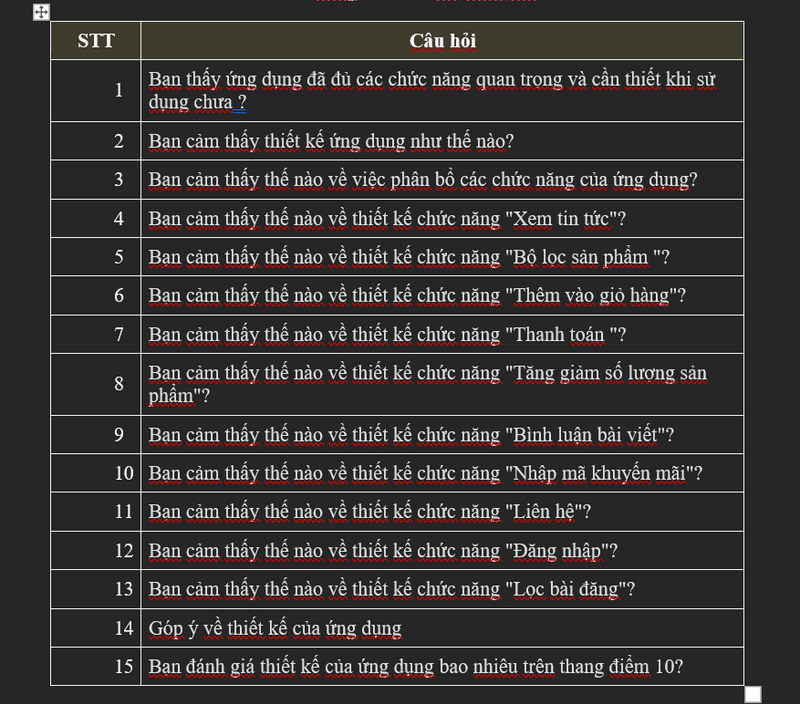 STT Câu hỏi
1 Bạn thấy ứng dụng đã đủ các chức năng quan trọng và cần thiết khi sử
dụng chưa ?
2 Bạn cảm thấy thiết kế ứng dụng như thế nào?
3 Bạn cảm thấy thế nào về việc phân bổ các chức năng của ứng dụng?
4 Bạn cảm thấy thế nào về thiết kế chức năng "Xem tin tức"?
5 Bạn cảm thấy thế nào về thiết kế chức năng "Bộ lọc sản phẩm "?
6 Bạn cảm thấy thế nào về thiết kế chức năng "Thêm vào giỏ hàng"?
7 Bạn cảm thấy thế nào về thiết kế chức năng "Thanh toán "?
8 Bạn cảm thấy thế nào về thiết kế chức năng "Tăng giảm số lượng sản
phẩm"?
9 Bạn cảm thấy thế nào về thiết kế chức năng "Bình luận bài viết"?
10 Bạn cảm thấy thế nào về thiết kế chức năng "Nhập mã khuyến mãi"?
11 Bạn cảm thấy thế nào về thiết kế chức năng "Liên hệ"?
12 Bạn cảm thấy thế nào về thiết kế chức năng "Đăng nhập"?
13 Bạn cảm thấy thế nào về thiết kế chức năng "Lọc bài đăng"?
14 Góp ý về thiết kế của ứng dụng
15 Bạn đánh giá thiết kế của ứng dụng bao nhiêu trên thang điểm 10?